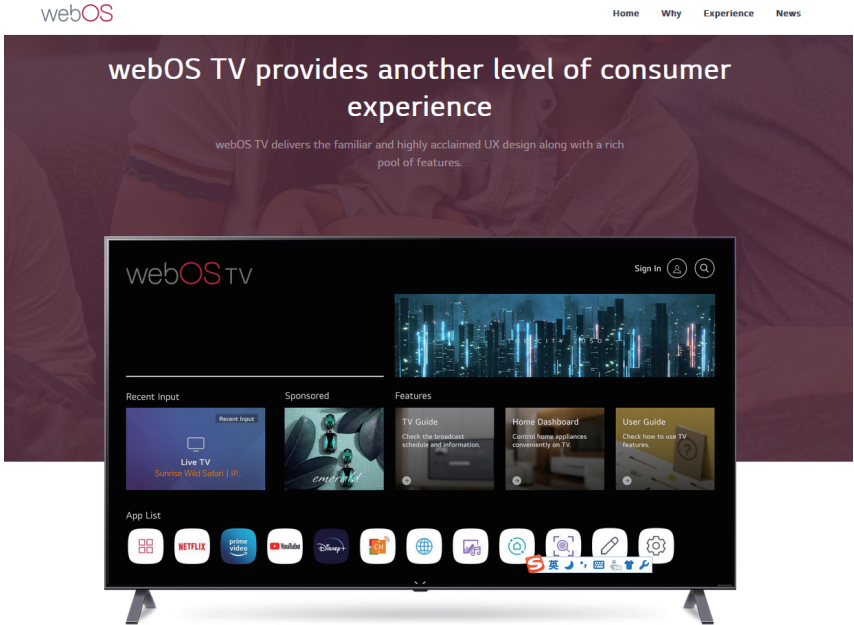 webOS
Home Why Experience News
webOS TV provides another level of consumer
experience
webOS TV delivers the familiar and highly acclaimed UX design along with a rich
pool of features.
webOS TV
Sign In
THE CITY 2050
Recent Input
Sponsored
Features
Recent Input
Live TV
Sunrise Wild Safari | IP...
emerald
TV Guide
Check the broadcast
schedule and information.
Home Dashboard
Control home appliances
conveniently on TV.
User Guide
Check how to use TV
features.
App List
NETFLIX
prime
video
YouTube
Disney+
CH
S 英